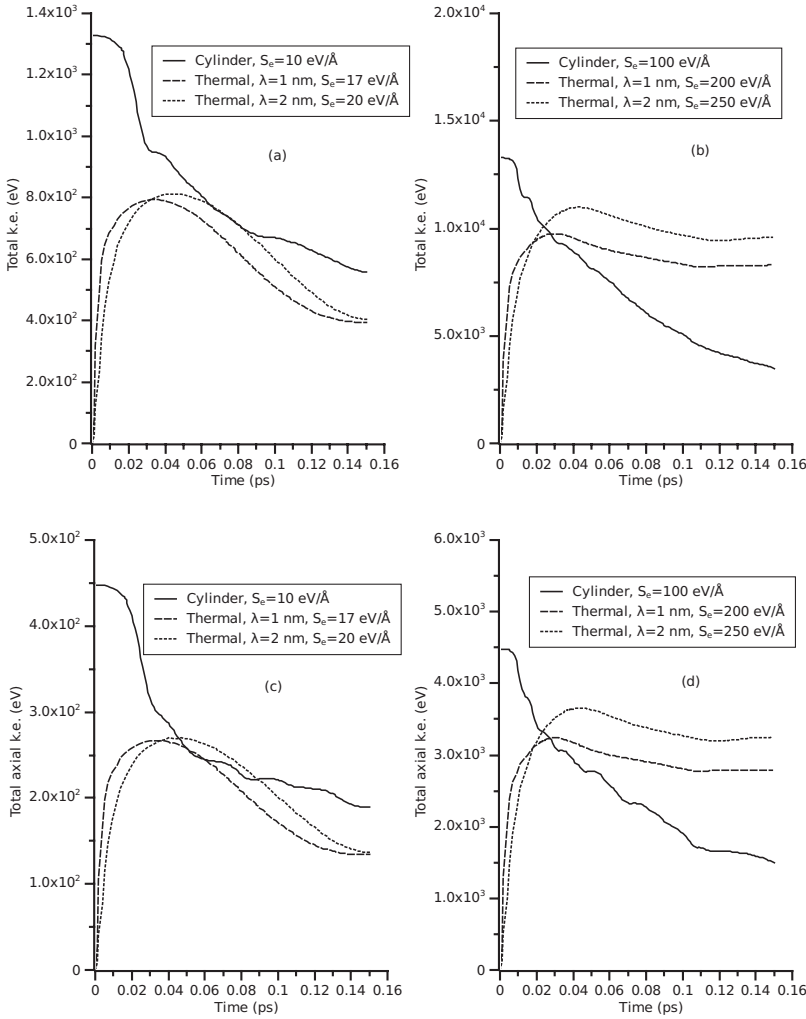 1.4x10³
1.2x10³
1.0x10³
8.0x10²
6.0x10²
4.0x10²
2.0x10²
0
Total k.e. (eV)
Cylinder, Sₑ=10 eV/Å
Thermal, λ=1 nm, Sₑ=17 eV/Å
Thermal, λ=2 nm, Sₑ=20 eV/Å
(a)
0 0.02 0.04 0.06 0.08 0.1 0.12 0.14 0.16
Time (ps)
2.0x10⁴
1.5x10⁴
1.0x10⁴
5.0x10³
0
Total k.e. (eV)
Cylinder, Sₑ=100 eV/Å
Thermal, λ=1 nm, Sₑ=200 eV/Å
Thermal, λ=2 nm, Sₑ=250 eV/Å
(b)
0 0.02 0.04 0.06 0.08 0.1 0.12 0.14 0.16
Time (ps)
5.0x10²
4.0x10²
3.0x10²
2.0x10²
1.0x10²
0
Total axial k.e. (eV)
Cylinder, Sₑ=10 eV/Å
Thermal, λ=1 nm, Sₑ=17 eV/Å
Thermal, λ=2 nm, Sₑ=20 eV/Å
(c)
0 0.02 0.04 0.06 0.08 0.1 0.12 0.14 0.16
Time (ps)
6.0x10³
5.0x10³
4.0x10³
3.0x10³
2.0x10³
1.0x10³
0
Total axial k.e. (eV)
Cylinder, Sₑ=100 eV/Å
Thermal, λ=1 nm, Sₑ=200 eV/Å
Thermal, λ=2 nm, Sₑ=250 eV/Å
(d)
0 0.02 0.04 0.06 0.08 0.1 0.12 0.14 0.16
Time (ps)